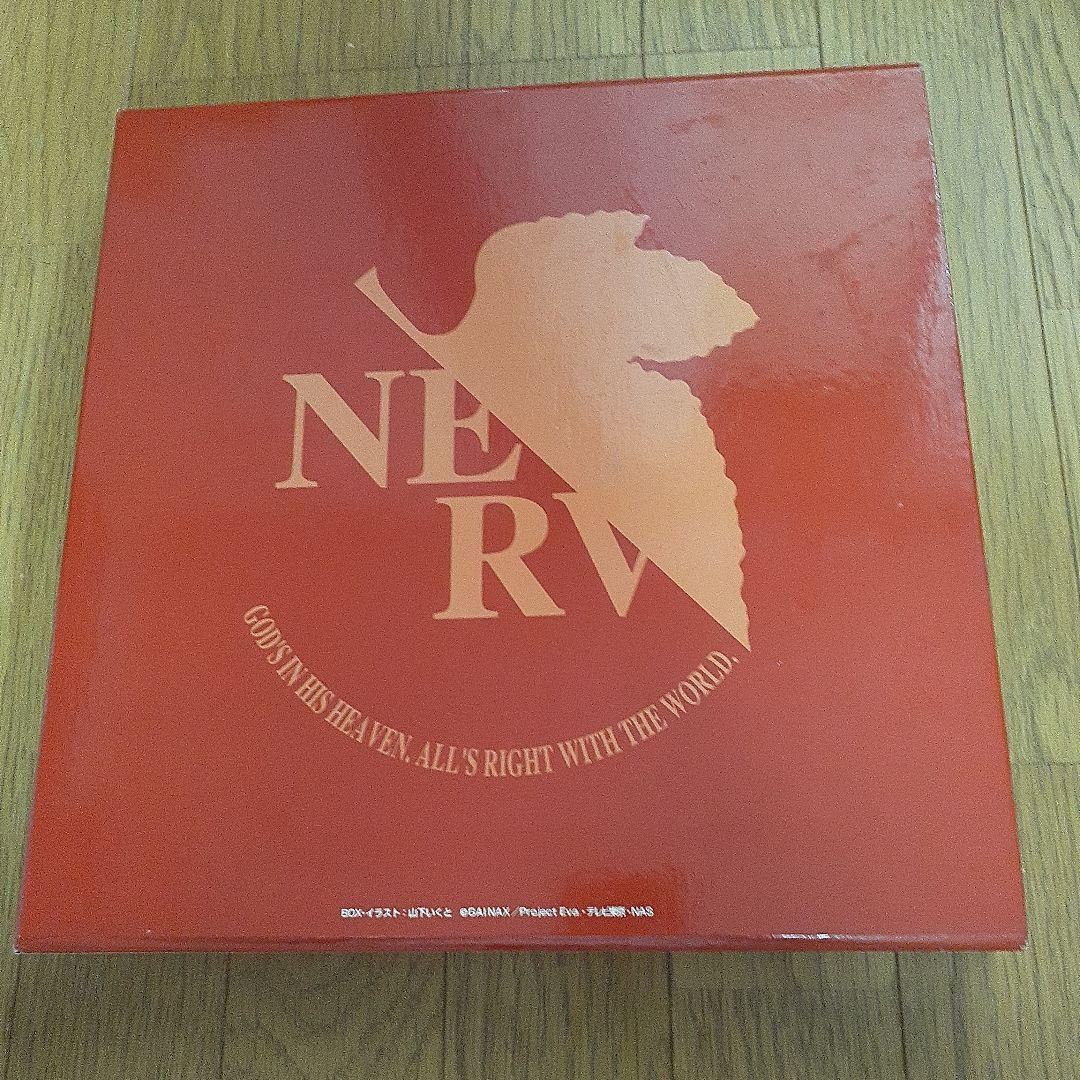 NE
RV
GOD'S IN HIS HEAVEN. ALL'S RIGHT WITH THE WORLD.
BOX・イラスト：山下いくと ©GAINAX／Project Eva・テレビ東京・NAS